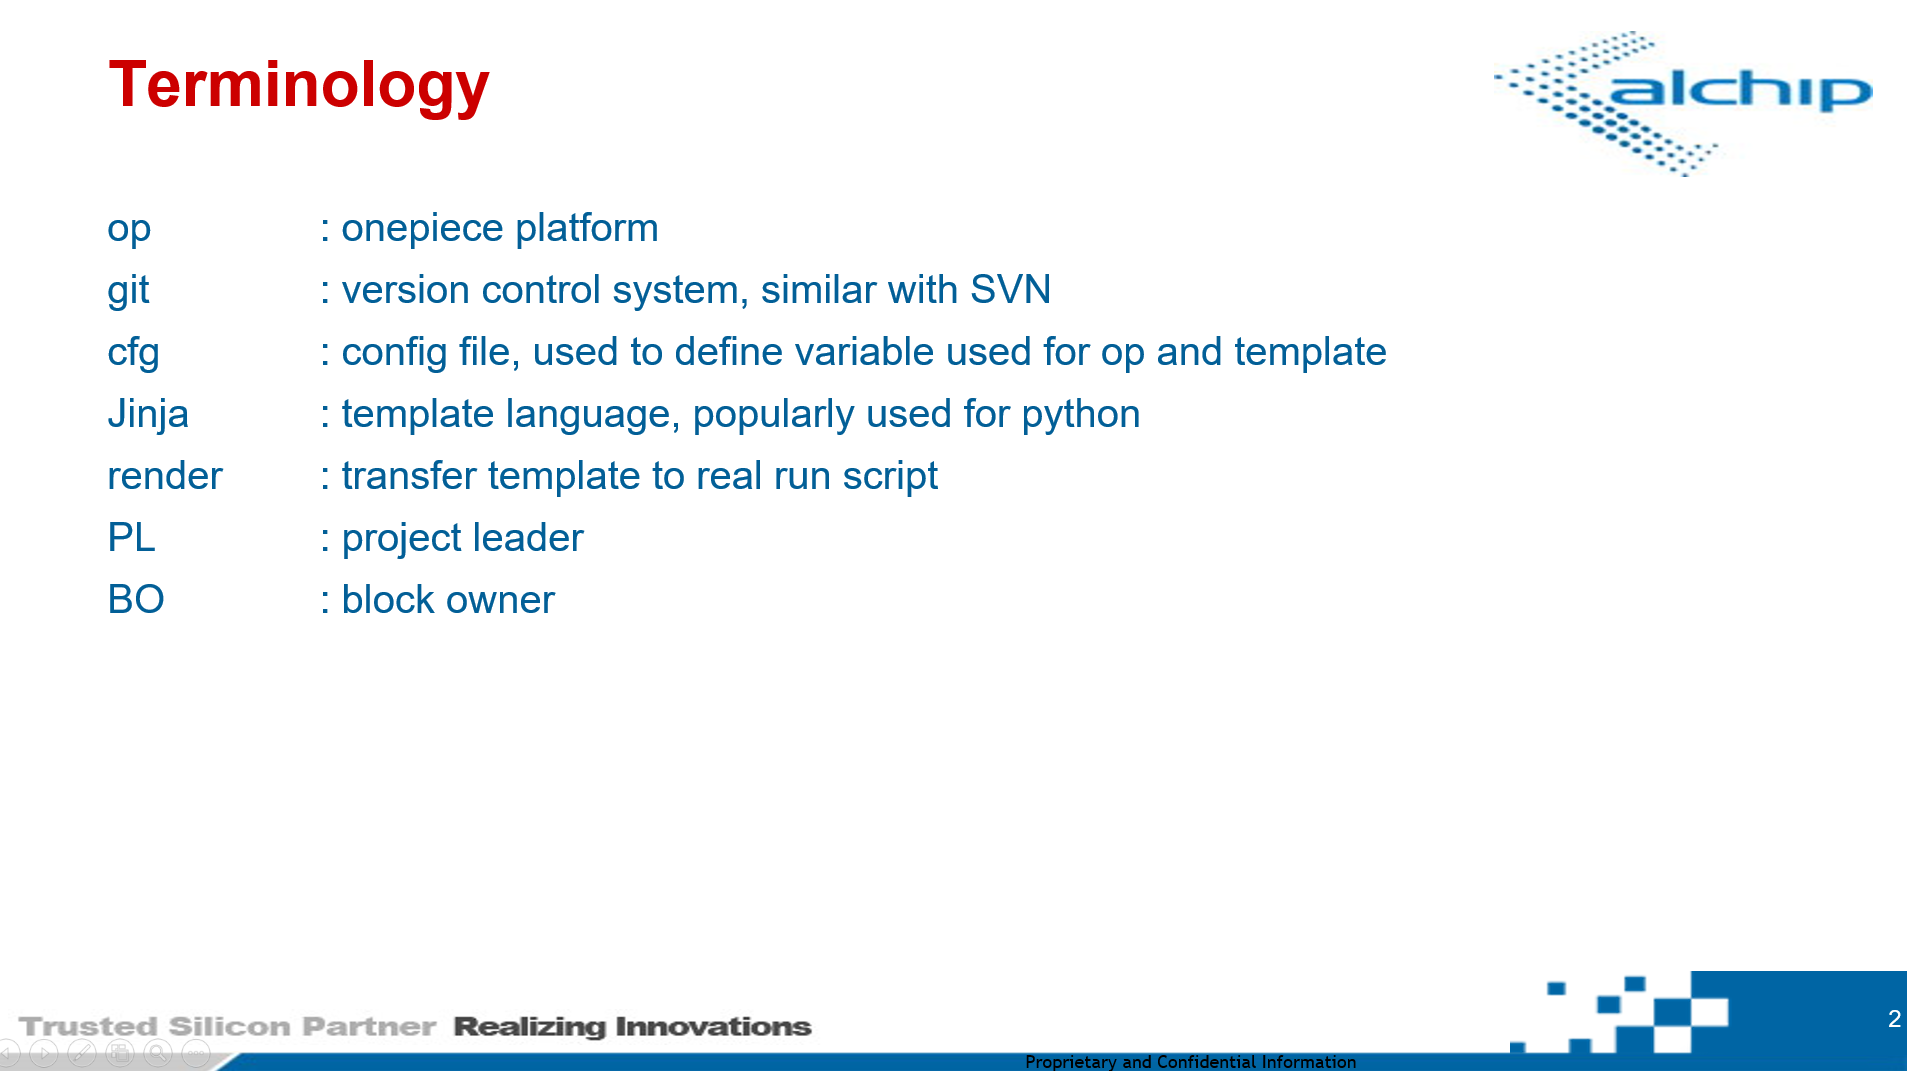 Terminology
alchip
op : onepiece platform
git : version control system, similar with SVN
cfg : config file, used to define variable used for op and template
Jinja : template language, popularly used for python
render : transfer template to real run script
PL : project leader
BO : block owner
Trusted Silicon Partner Realizing Innovations
2
Proprietary and Confidential Information